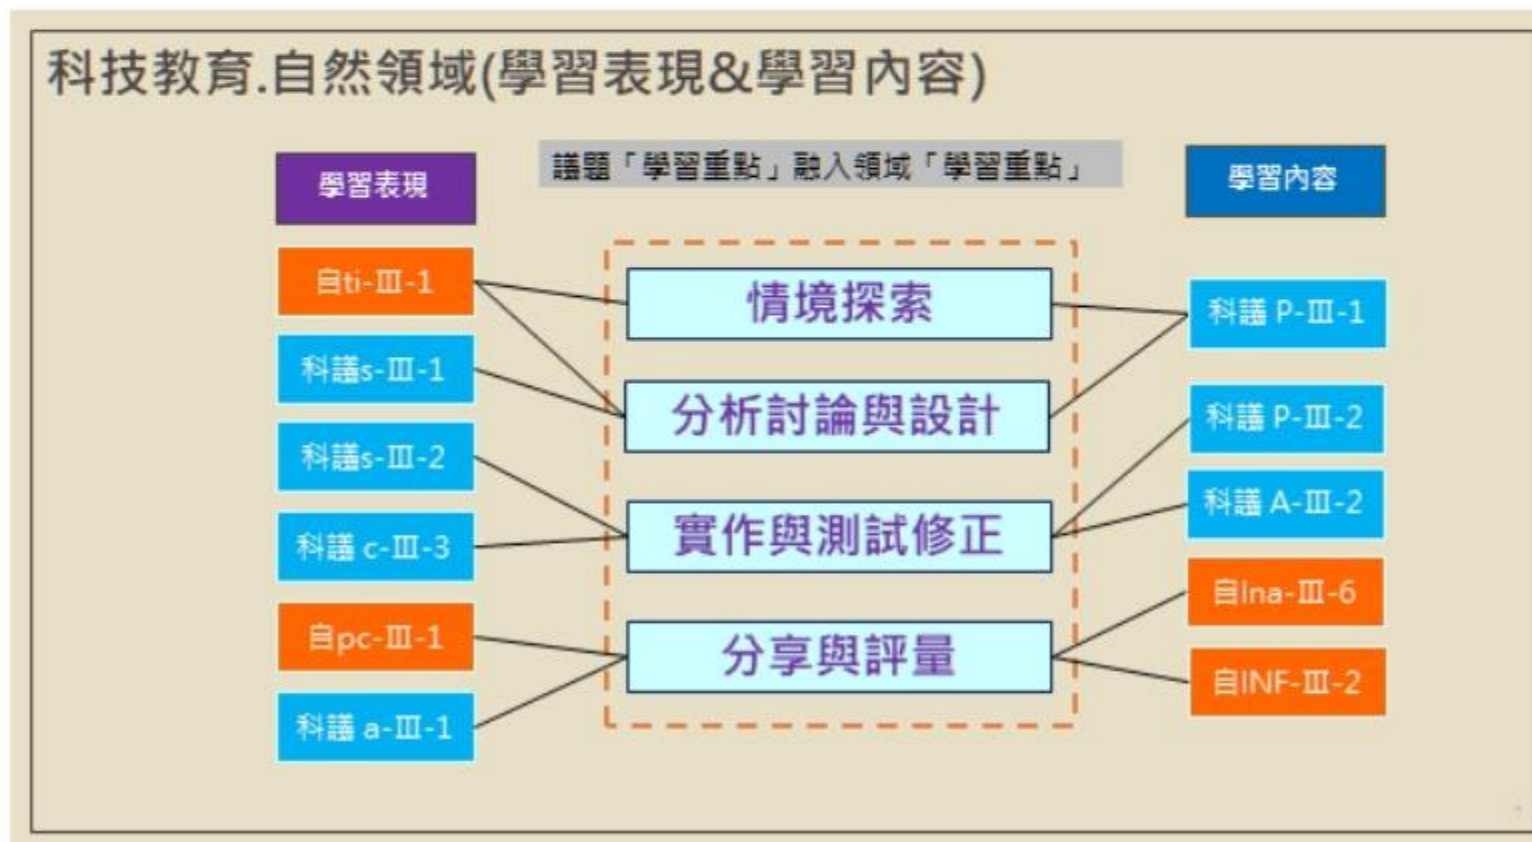 科技教育.自然領域(學習表現&學習內容)
議題「學習重點」融入領域「學習重點」
學習表現
自ti-Ⅲ-1
科議s-Ⅲ-1
科議s-Ⅲ-2
科議 c-Ⅲ-3
自pc-Ⅲ-1
科議 a-Ⅲ-1
情境探索
分析討論與設計
實作與測試修正
分享與評量
學習內容
科議 P-Ⅲ-1
科議 P-Ⅲ-2
科議 A-Ⅲ-2
自Ina-Ⅲ-6
自INF-Ⅲ-2